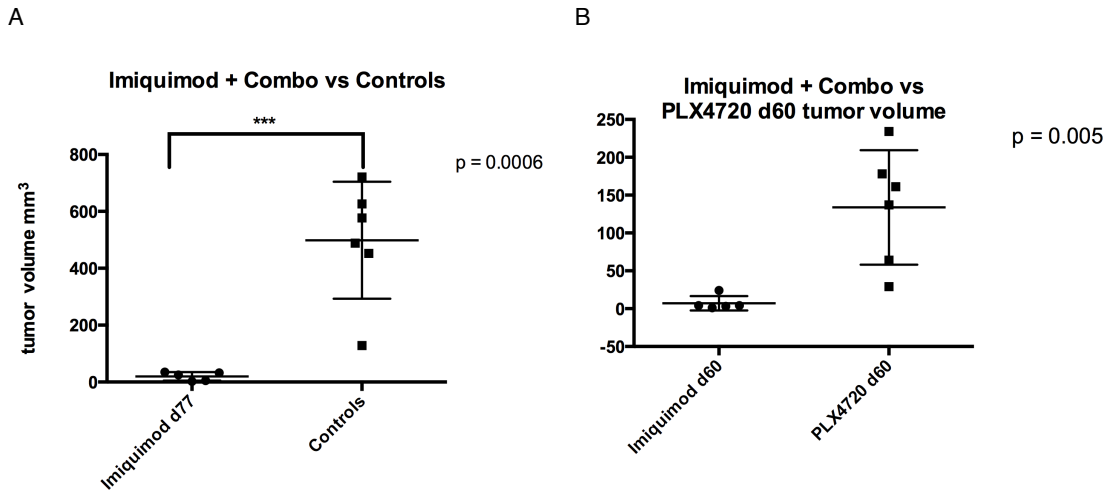 A
Imiquimod + Combo vs Controls
***
p = 0.0006
tumor volume mm³
800
600
400
200
0
Imiquimod d77
Controls
B
Imiquimod + Combo vs
PLX4720 d60 tumor volume
p = 0.005
250
200
150
100
50
0
-50
Imiquimod d60
PLX4720 d60